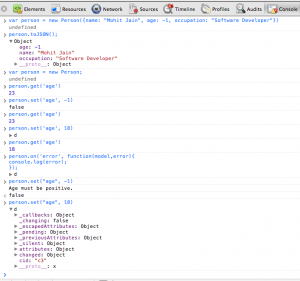 Elements Resources Network Sources Timeline Profiles Audits Console
var person = new Person({name: "Mohit Jain", age: -1, occupation: "Software Developer"})
undefined
person.toJSON();
Object
age: -1
name: "Mohit Jain"
occupation: "Software Developer"
__proto__: Object
var person = new Person;
undefined
person.get('age')
23
person.set('age', -1)
false
person.get('age')
23
person.set('age', 10)
d
person.get('age')
10
person.on('error', function(model,error){
console.log(error);
});
d
person.set("age", -1)
Age must be positive.
false
person.set("age", 10)
d
_callbacks: Object
_changing: false
_escapedAttributes: Object
_pending: Object
_previousAttributes: Object
_silent: Object
attributes: Object
changed: Object
cid: "c3"
__proto__: x